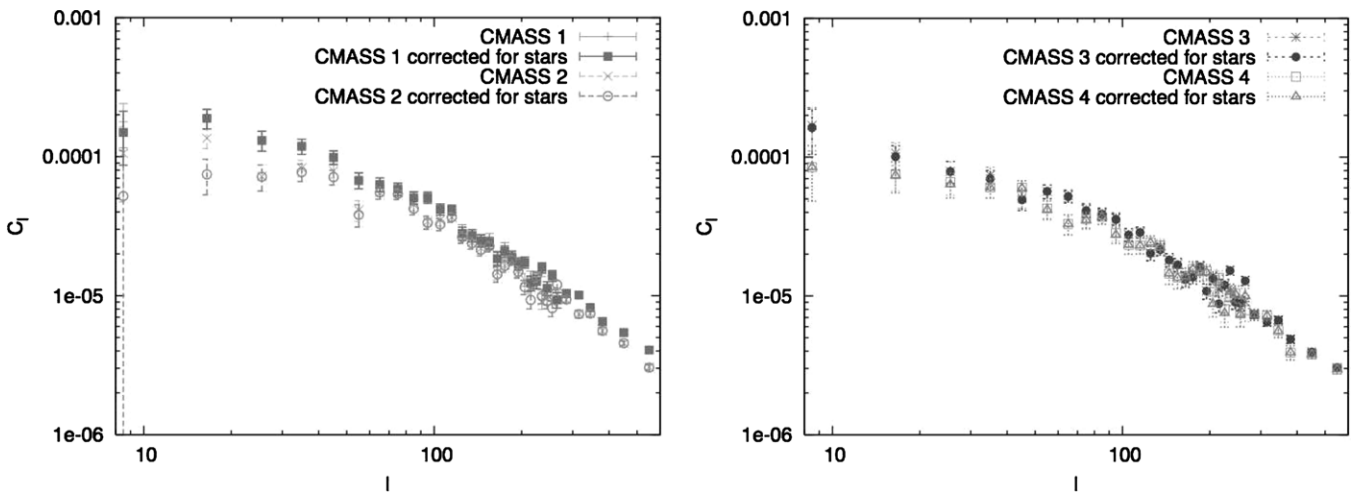 0.001
0.0001
1e-05
1e-06
C_l
10
100
l
CMASS 1
CMASS 1 corrected for stars
CMASS 2
CMASS 2 corrected for stars
0.001
0.0001
1e-05
1e-06
C_l
10
100
l
CMASS 3
CMASS 3 corrected for stars
CMASS 4
CMASS 4 corrected for stars